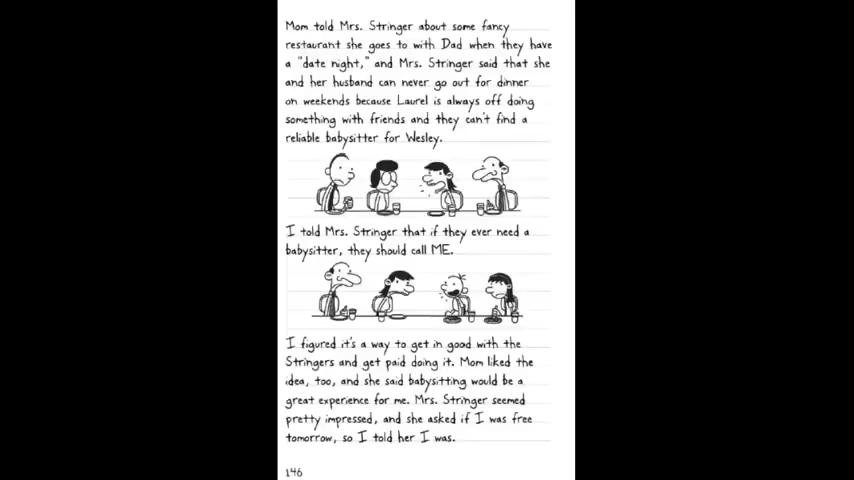 Mom told Mrs. Stringer about some fancy
restaurant she goes to with Dad when they have
a "date night," and Mrs. Stringer said that she
and her husband can never go out for dinner
on weekends because Laurel is always off doing
something with friends and they can't find a
reliable babysitter for Wesley.
I told Mrs. Stringer that if they ever need a
babysitter, they should call ME.
I figured it's a way to get in good with the
Stringers and get paid doing it. Mom liked the
idea, too, and she said babysitting would be a
great experience for me. Mrs. Stringer seemed
pretty impressed, and she asked if I was free
tomorrow, so I told her I was.
146